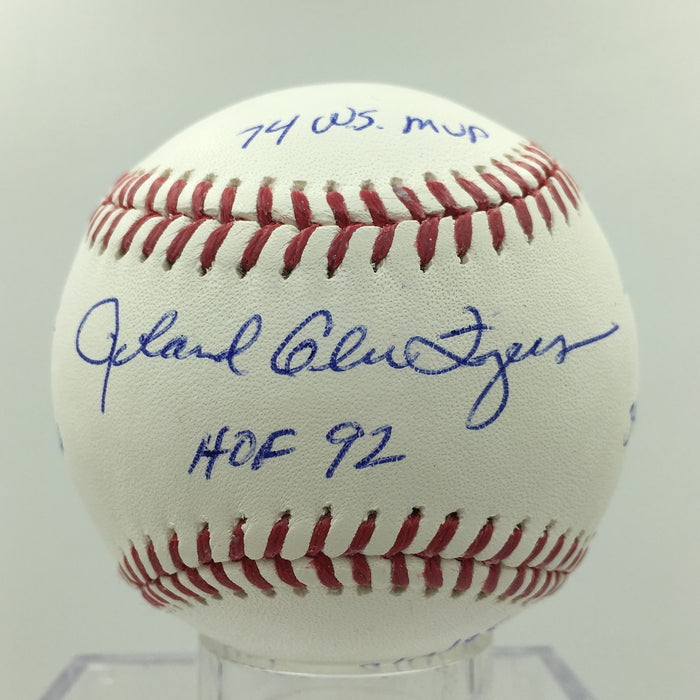 74 W.S. MVP
Roland Glen Fingers
HOF 92